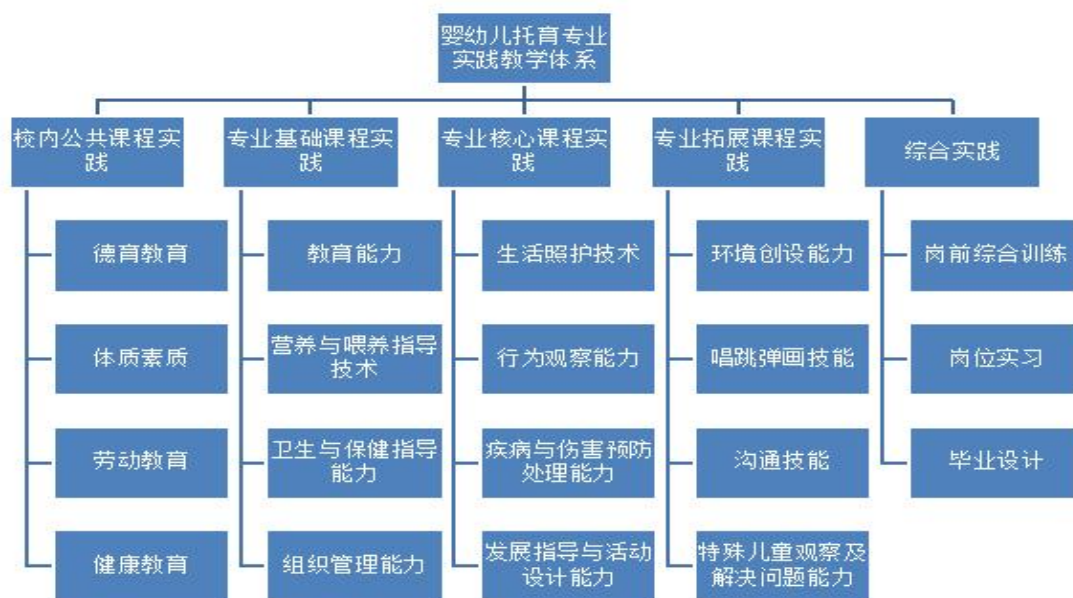 婴幼儿托育专业
实践教学体系
校内公共课程实
践
专业基础课程实
践
专业核心课程实
践
专业拓展课程实
践
综合实践
德育教育
教育能力
生活照护技术
环境创设能力
岗前综合训练
体质素质
营养与喂养指导
技术
行为观察能力
唱跳弹画技能
岗位实习
劳动教育
卫生与保健指导
能力
疾病与伤害预防
处理能力
沟通技能
毕业设计
健康教育
组织管理能力
发展指导与活动
设计能力
特殊儿童观察及
解决问题能力